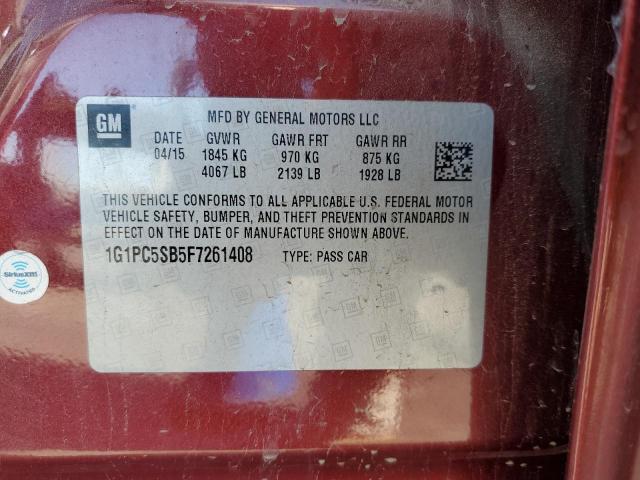 GM
MFD BY GENERAL MOTORS LLC
DATE GVWR GAWR FRT GAWR RR
04/15 1845 KG 970 KG 875 KG
4067 LB 2139 LB 1928 LB
THIS VEHICLE CONFORMS TO ALL APPLICABLE U.S. FEDERAL MOTOR
VEHICLE SAFETY, BUMPER, AND THEFT PREVENTION STANDARDS IN
EFFECT ON THE DATE OF MANUFACTURE SHOWN ABOVE.
1G1PC5SB5F7261408 TYPE: PASS CAR
SiriusXM
ACTIVATED